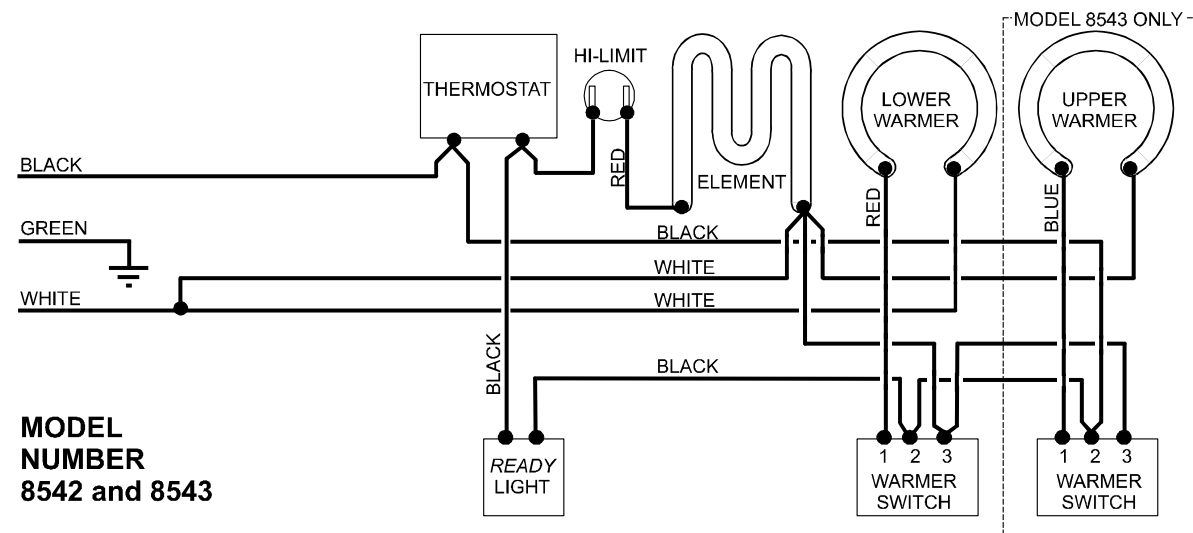 MODEL 8543 ONLY
THERMOSTAT
HI-LIMIT
LOWER
WARMER
UPPER
WARMER
BLACK
RED
ELEMENT
RED
BLUE
GREEN
BLACK
WHITE
WHITE
WHITE
BLACK
BLACK
MODEL
NUMBER
8542 and 8543
READY
LIGHT
1 2 3
WARMER
SWITCH
1 2 3
WARMER
SWITCH